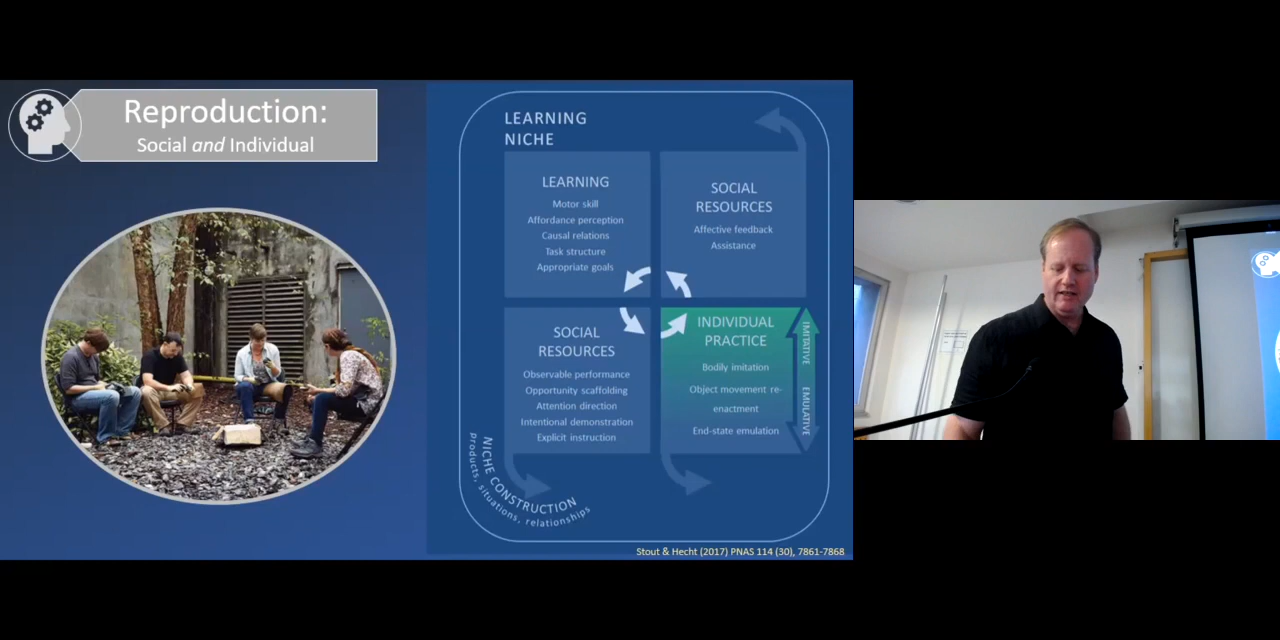 Reproduction:
Social and Individual
LEARNING
NICHE
LEARNING
Motor skill
Affordance perception
Causal relations
Task structure
Appropriate goals
SOCIAL
RESOURCES
Affective feedback
Assistance
SOCIAL
RESOURCES
Observable performance
Opportunity scaffolding
Attention direction
Intentional demonstration
Explicit instruction
INDIVIDUAL
PRACTICE
Bodily imitation
Object movement re-
enactment
End-state emulation
IMITATIVE
EMULATIVE
NICHE CONSTRUCTION
products, situations, relationships
Stout & Hecht (2017) PNAS 114 (30), 7861-7868